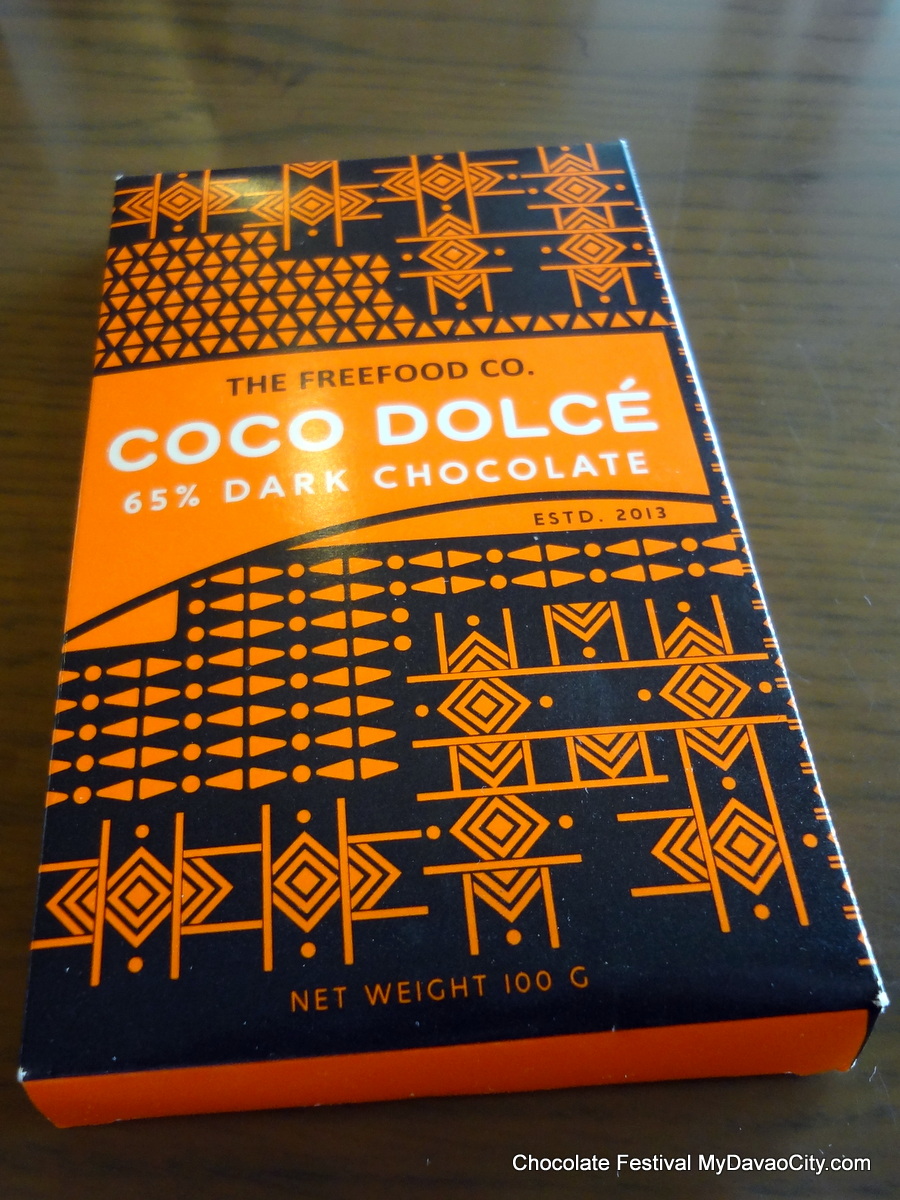 THE FREEFOOD CO.
COCO DOLCÉ
65% DARK CHOCOLATE
ESTD. 2013
NET WEIGHT 100 G
Chocolate Festival MyDavaoCity.com